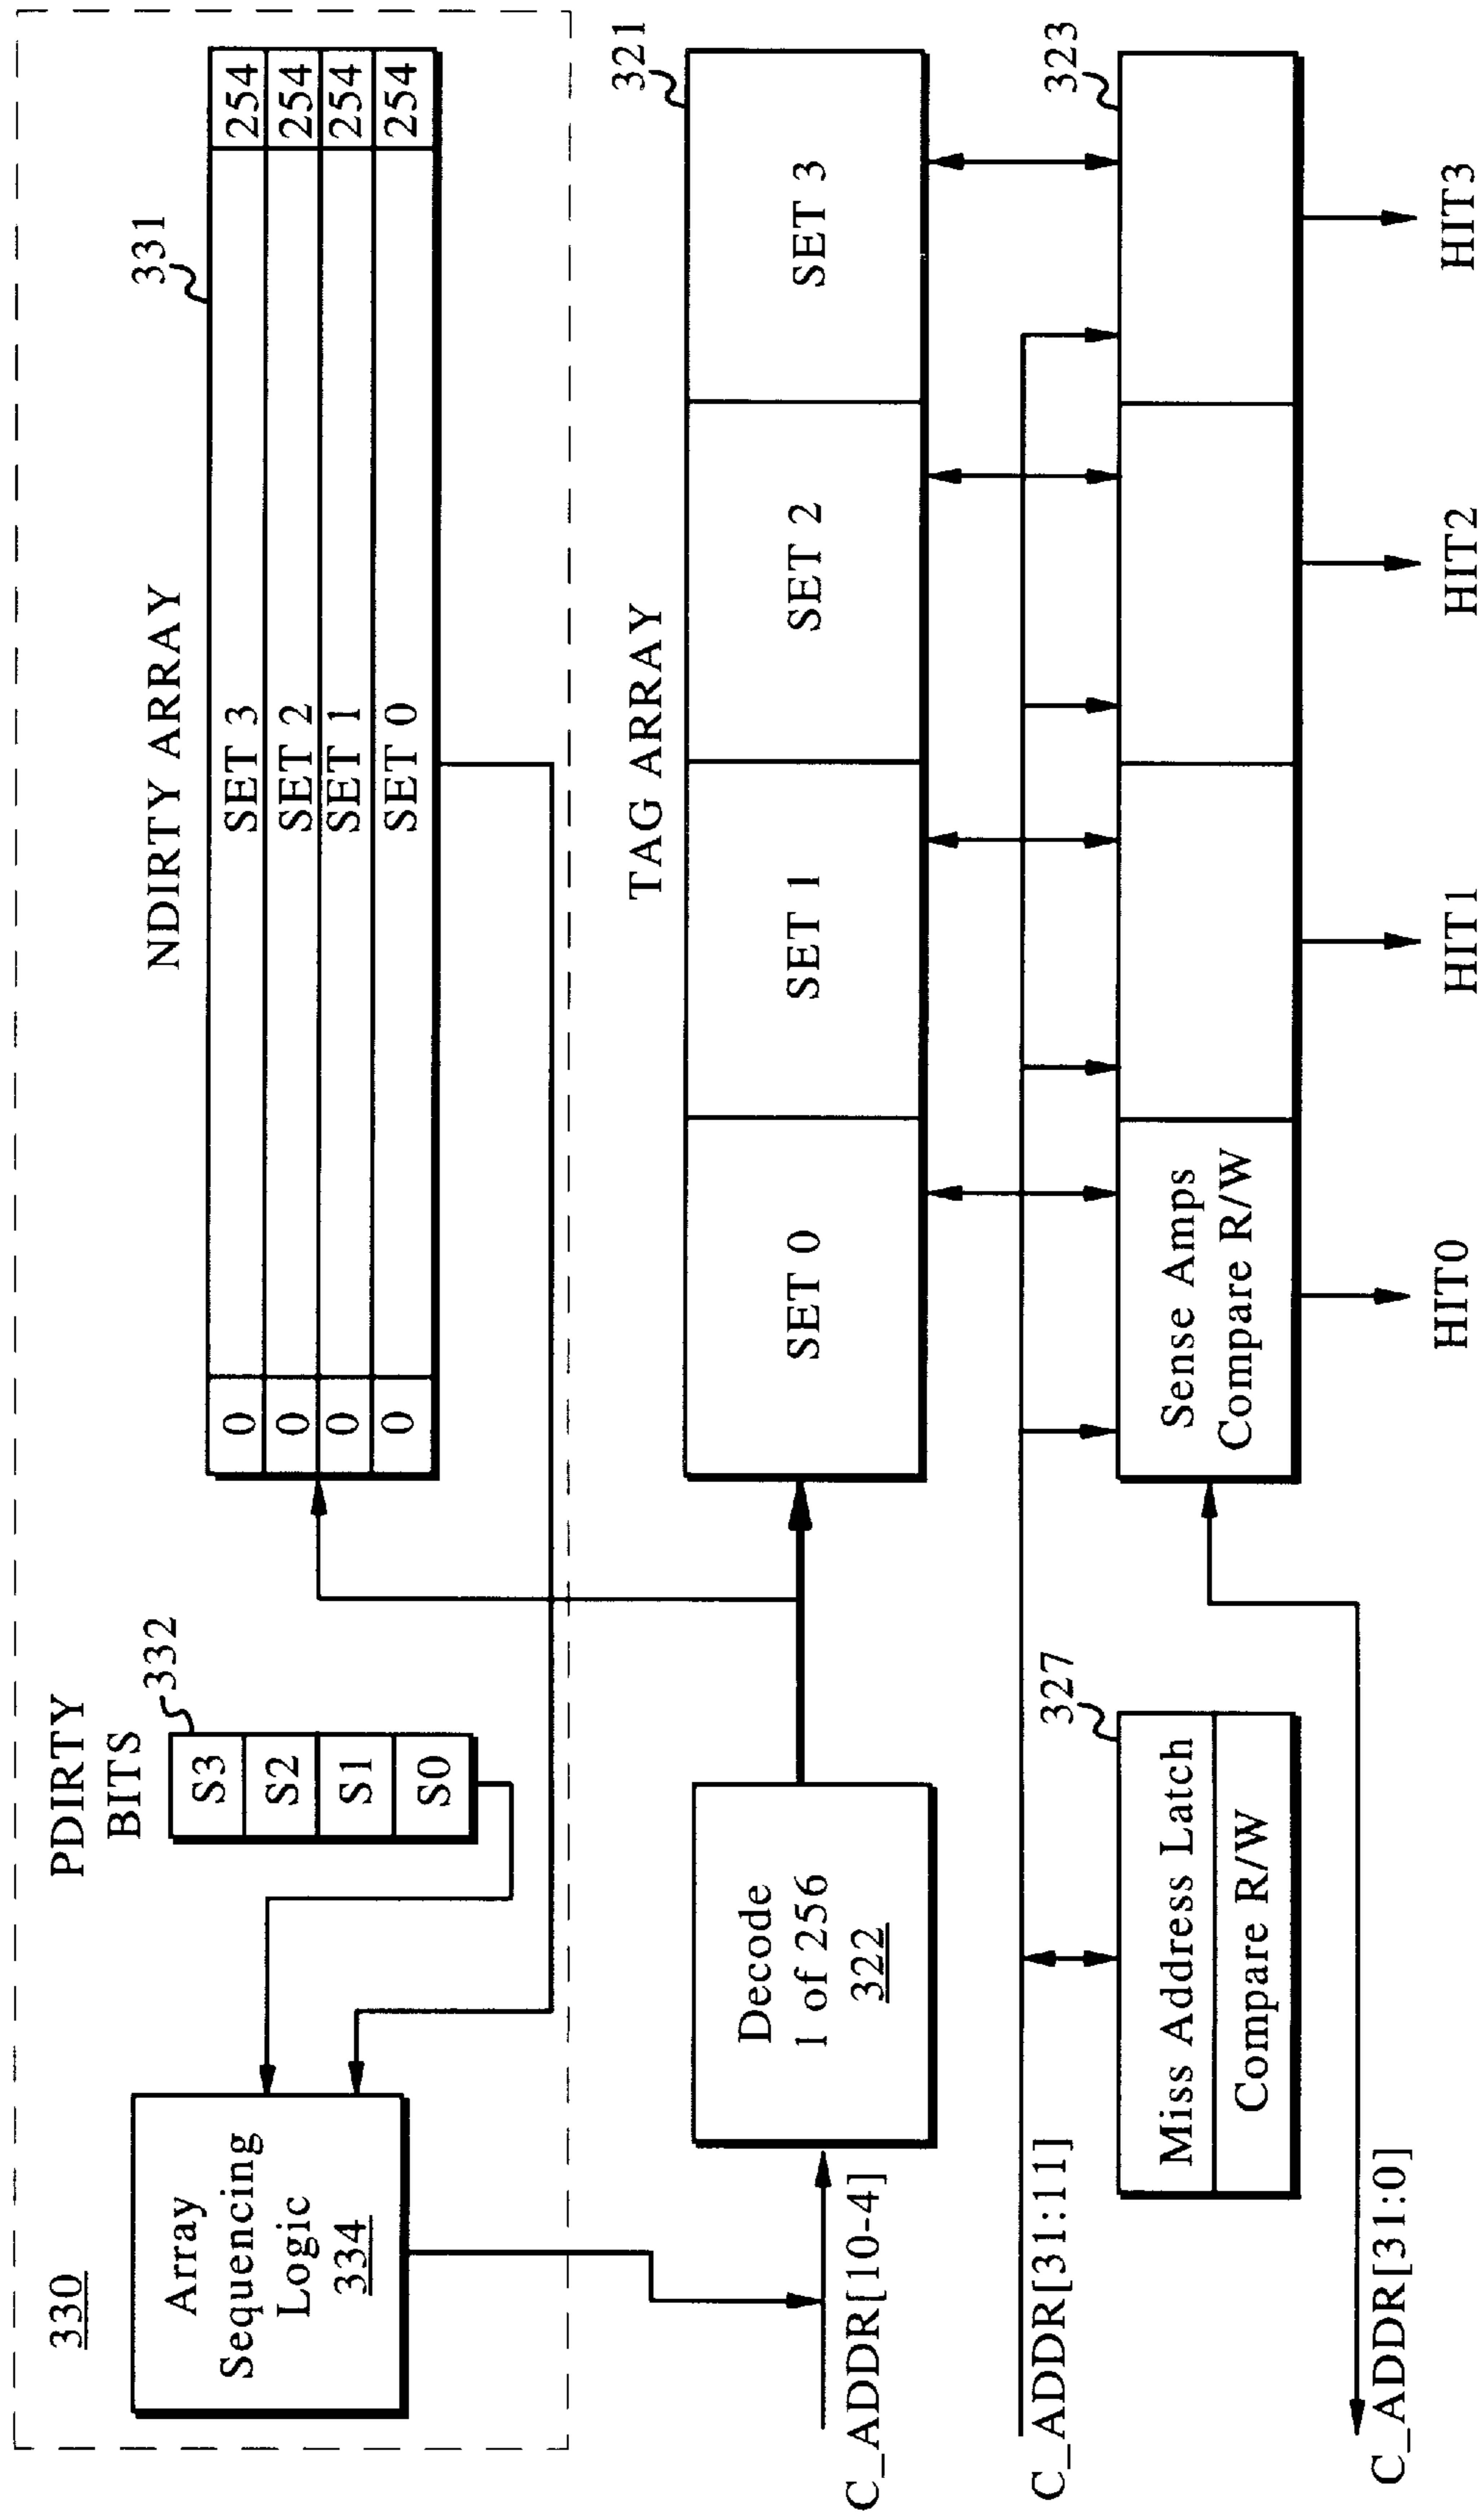 330
Array
Sequencing
Logic
334
PDIRTY
BITS
332
S3
S2
S1
S0
NDIRTY ARRAY
331
0 SET 3 254
0 SET 2 254
0 SET 1 254
0 SET 0 254
C_ADDR[10-4]
Decode
1 of 256
322
TAG ARRAY
321
SET 0 SET 1 SET 2 SET 3
C_ADDR[31:11]
327
Miss Address Latch
Compare R/W
323
Sense Amps
Compare R/W
C_ADDR[31:0]
HIT0 HIT1 HIT2 HIT3